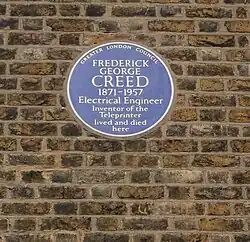 GREATER LONDON COUNCIL
FREDERICK
GEORGE
CREED
1871-1957
Electrical Engineer
Inventor of the
Teleprinter
lived and died
here